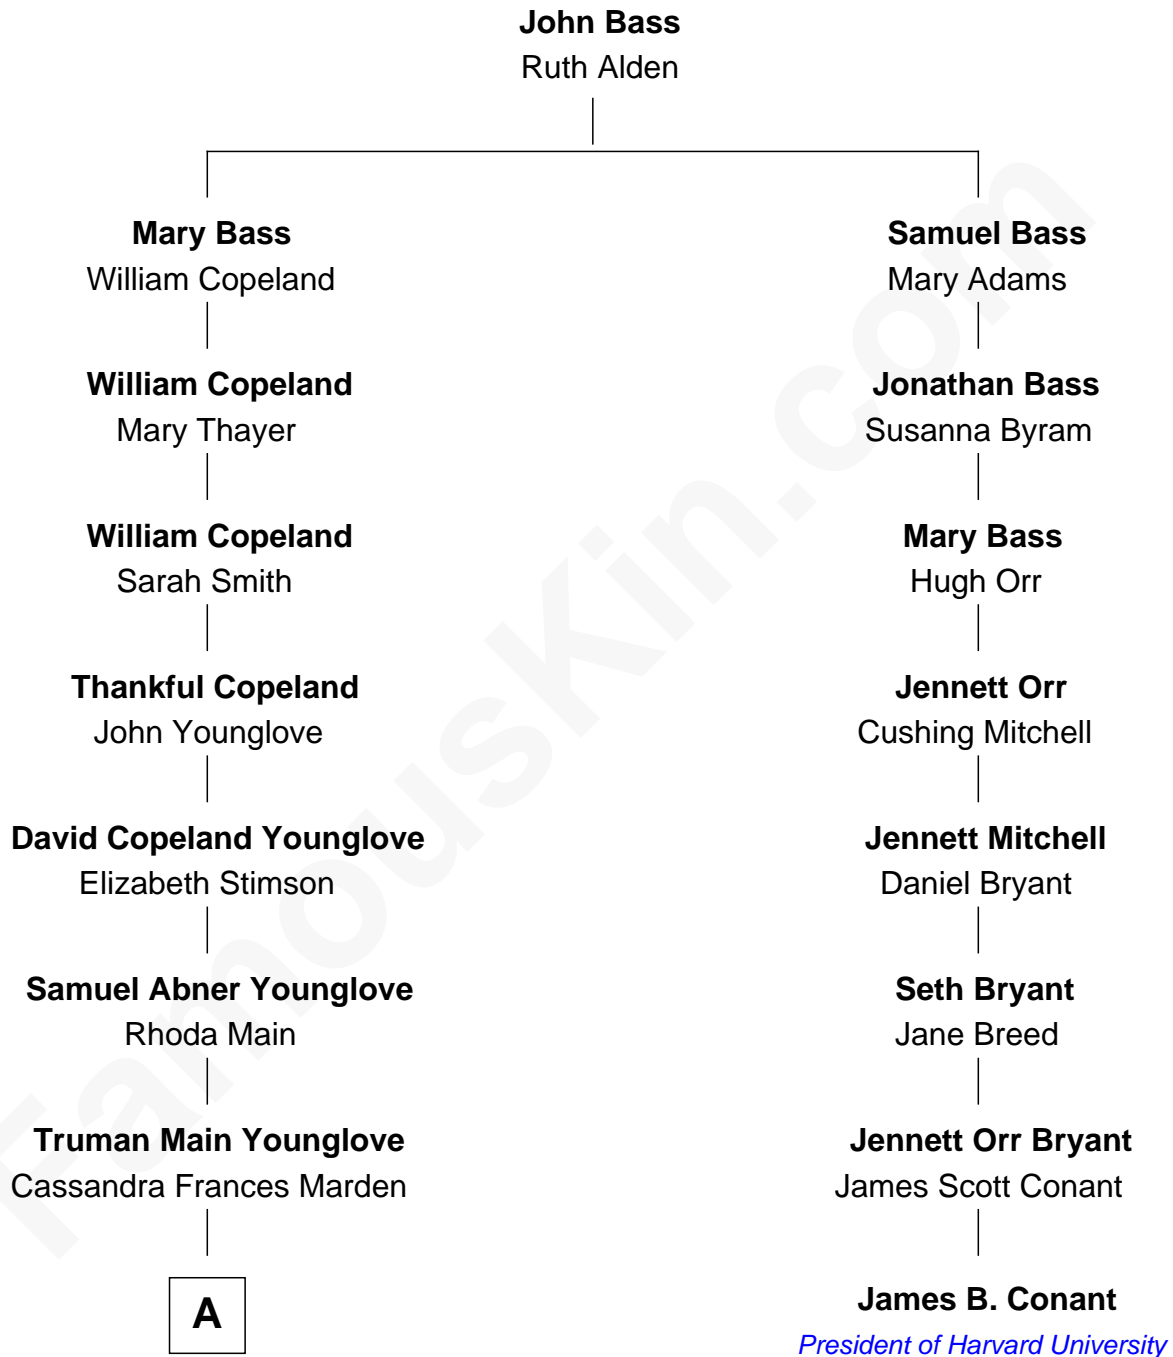 John Bass
Ruth Alden
Mary Bass
William Copeland
Samuel Bass
Mary Adams
William Copeland
Mary Thayer
Jonathan Bass
Susanna Byram
William Copeland
Sarah Smith
Mary Bass
Hugh Orr
Thankful Copeland
John Younglove
Jennett Orr
Cushing Mitchell
David Copeland Younglove
Elizabeth Stimson
Jennett Mitchell
Daniel Bryant
Samuel Abner Younglove
Rhoda Main
Seth Bryant
Jane Breed
Truman Main Younglove
Cassandra Frances Marden
Jennett Orr Bryant
James Scott Conant
A
James B. Conant
President of Harvard University
FamousKin.com